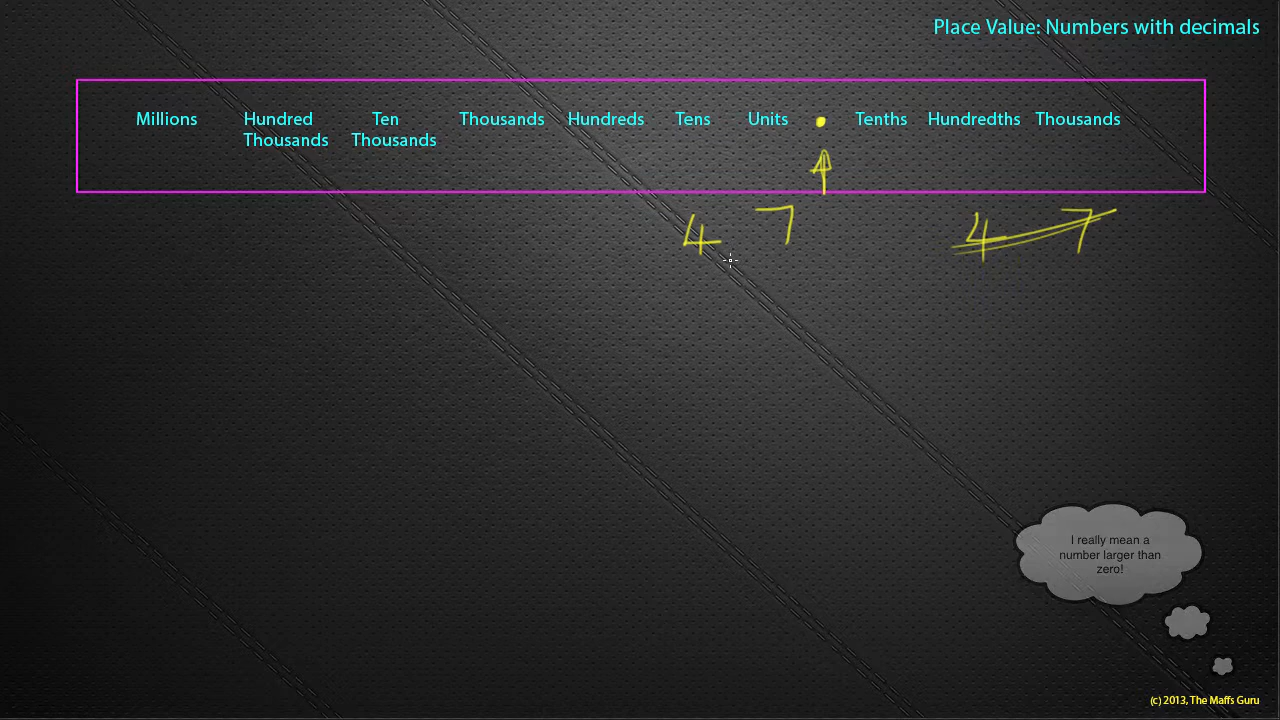 Place Value: Numbers with decimals
Millions Hundred Thousands Ten Thousands Thousands Hundreds Tens Units . Tenths Hundredths Thousands
4 7 4 7
I really mean a
number larger than
zero!
(c) 2013, The Maffs Guru